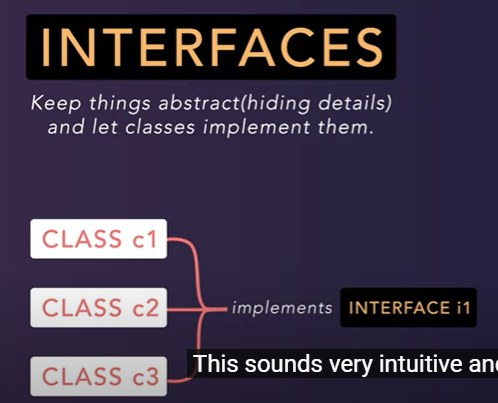 INTERFACES
Keep things abstract(hiding details)
and let classes implement them.
CLASS c1
CLASS c2
implements
INTERFACE i1
CLASS c3
This sounds very intuitive